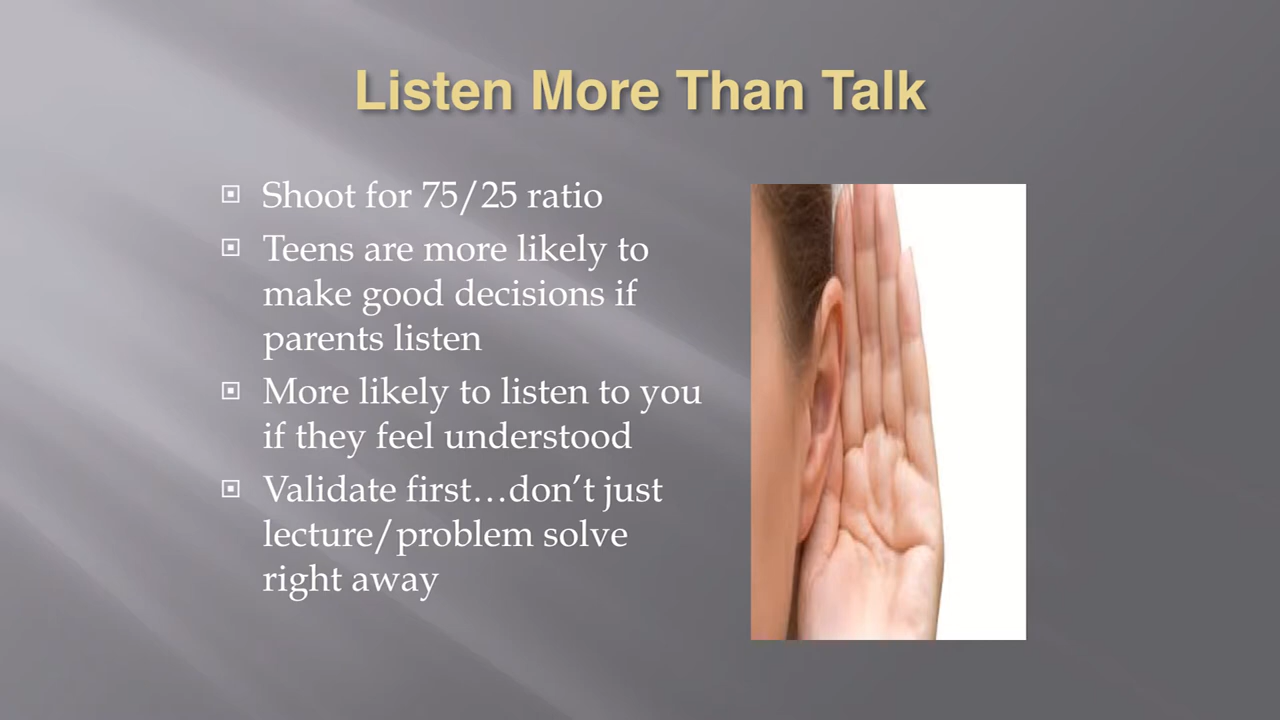 Listen More Than Talk
Shoot for 75/25 ratio
Teens are more likely to
make good decisions if
parents listen
More likely to listen to you
if they feel understood
Validate first…don’t just
lecture/problem solve
right away